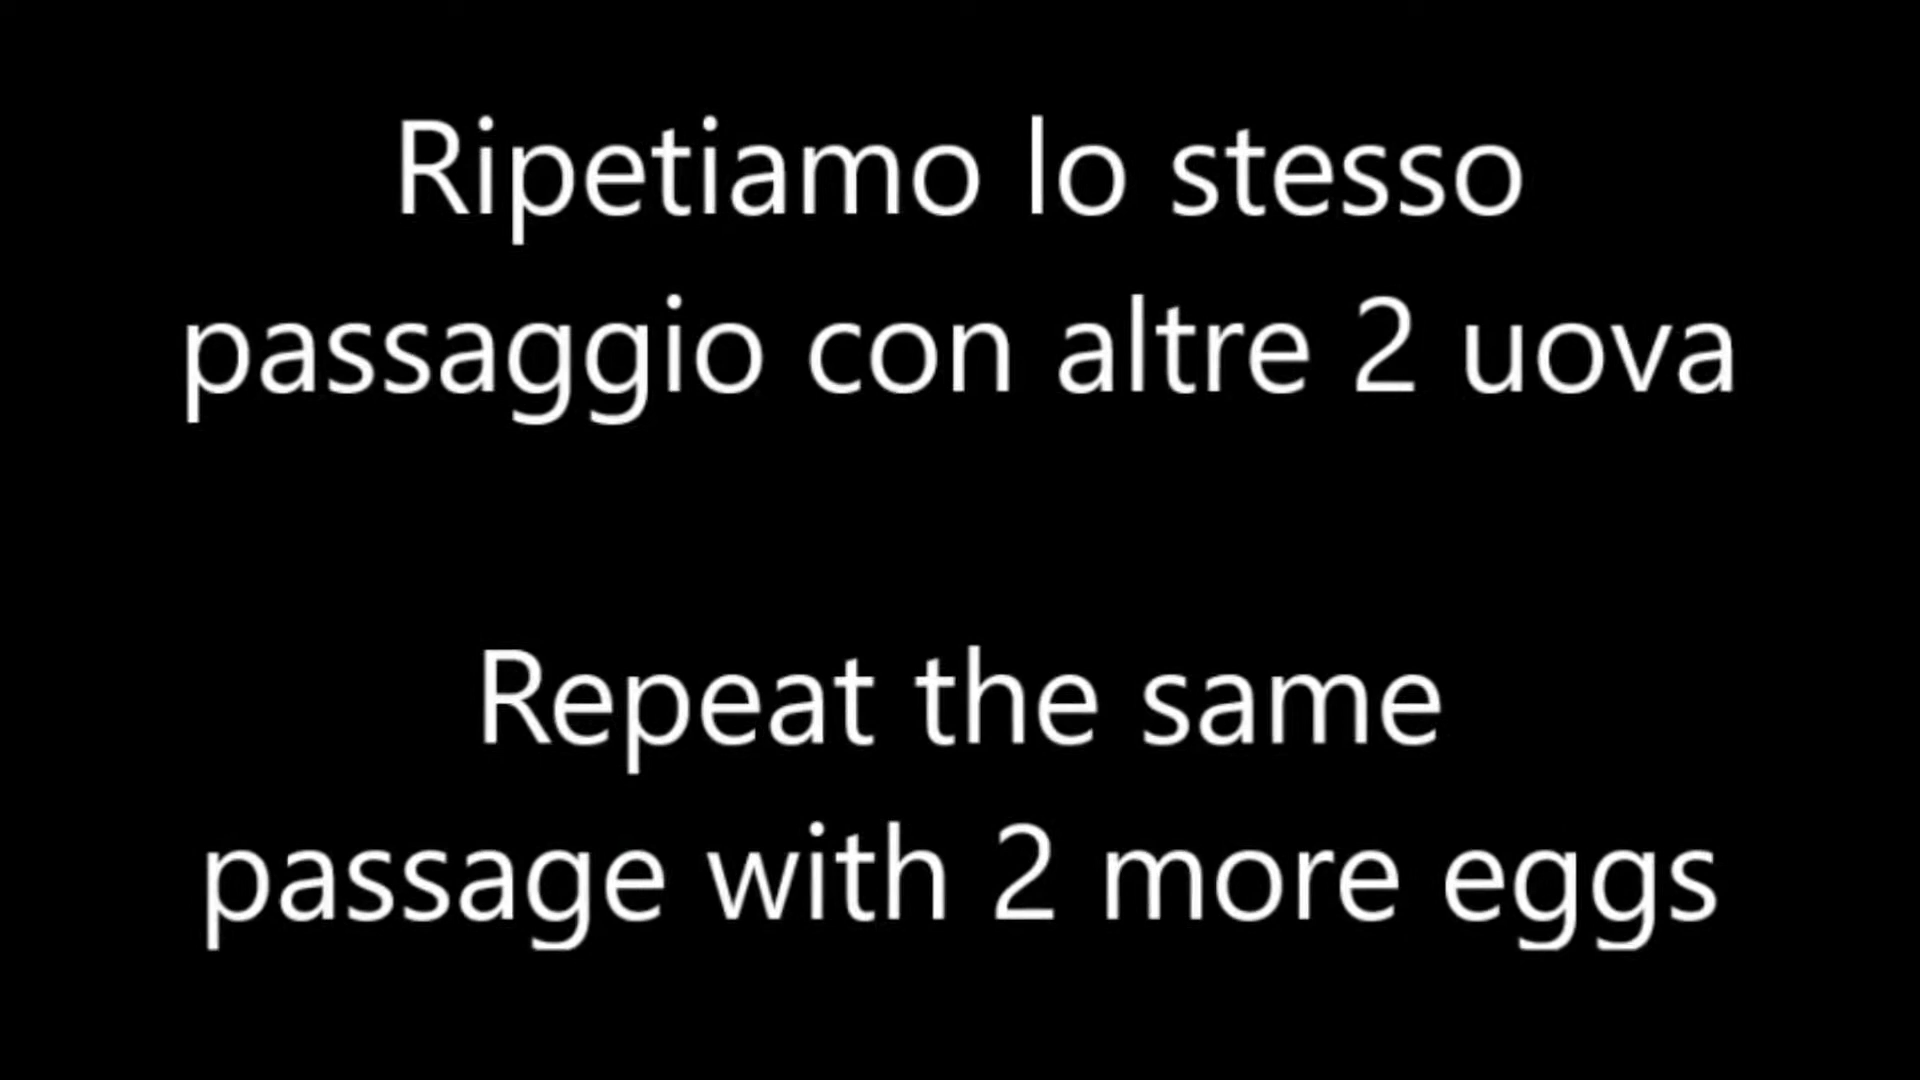 Ripetiamo lo stesso
passaggio con altre 2 uova
Repeat the same
passage with 2 more eggs